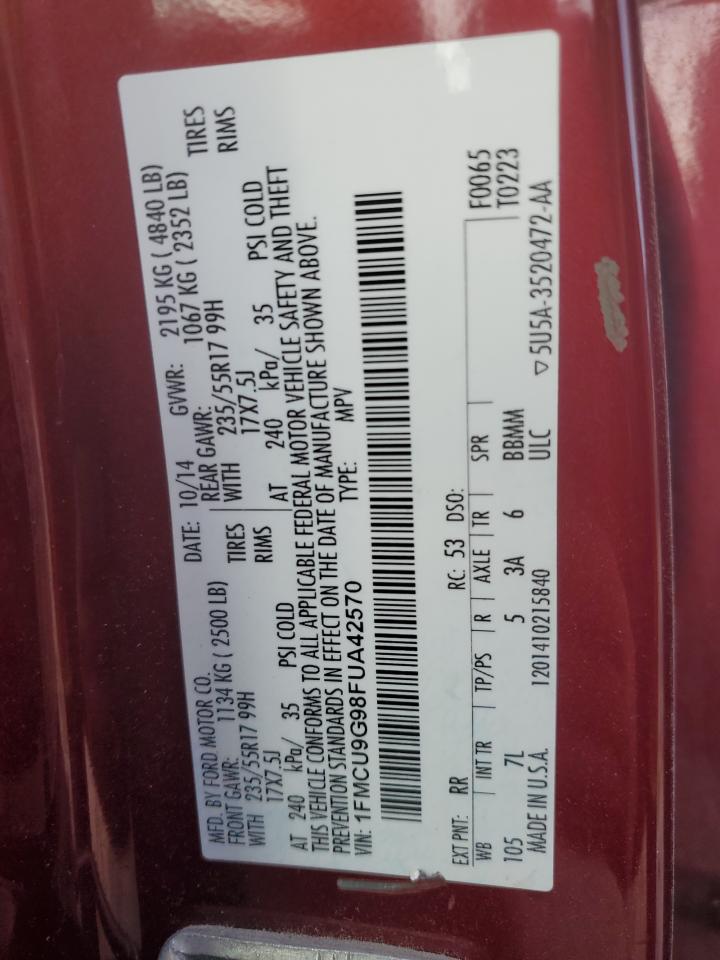 MFD. BY FORD MOTOR CO. DATE: 10/14 GVWR: 2195 KG ( 4840 LB)
FRONT GAWR: 1134 KG ( 2500 LB) REAR GAWR: 1067 KG ( 2352 LB)
WITH 235/55R17 99H TIRES WITH 235/55R17 99H TIRES
17X7.5J RIMS 17X7.5J RIMS
AT 240 kPa/ 35 PSI COLD AT 240 kPa/ 35 PSI COLD
THIS VEHICLE CONFORMS TO ALL APPLICABLE FEDERAL MOTOR VEHICLE SAFETY AND THEFT
PREVENTION STANDARDS IN EFFECT ON THE DATE OF MANUFACTURE SHOWN ABOVE.
VIN: 1FMCU9G98FUA42570 TYPE: MPV
EXT PNT: RR RC: 53 DSO: F0065
WB INT TR TP/PS R AXLE TR SPR T0223
105 7L 5 3A 6 BBMM
MADE IN U.S.A. 1201410215840 ULC ▽5U5A-3520472-AA